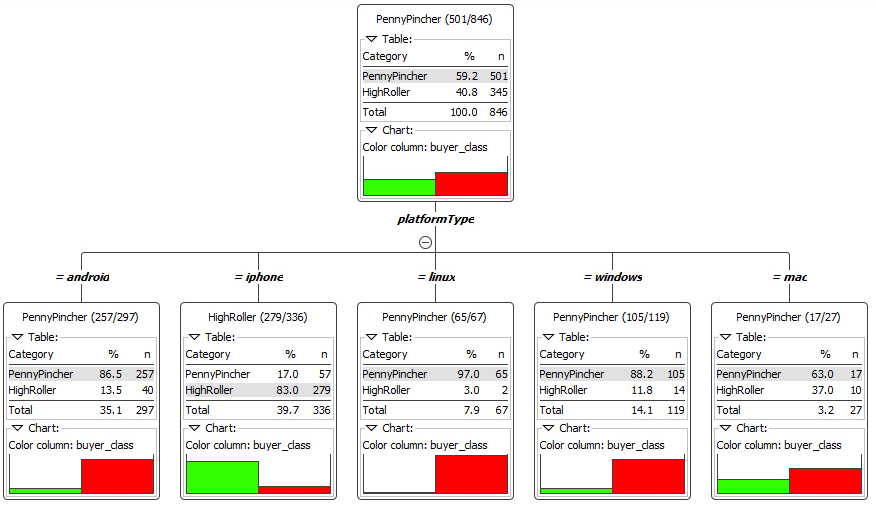 PennyPincher (501/846)
Table:
Category % n
PennyPincher 59.2 501
HighRoller 40.8 345
Total 100.0 846
Chart:
Color column: buyer_class
platformType
= android
= iphone
= linux
= windows
= mac
PennyPincher (257/297)
Table:
Category % n
PennyPincher 86.5 257
HighRoller 13.5 40
Total 35.1 297
Chart:
Color column: buyer_class
HighRoller (279/336)
Table:
Category % n
PennyPincher 17.0 57
HighRoller 83.0 279
Total 39.7 336
Chart:
Color column: buyer_class
PennyPincher (65/67)
Table:
Category % n
PennyPincher 97.0 65
HighRoller 3.0 2
Total 7.9 67
Chart:
Color column: buyer_class
PennyPincher (105/119)
Table:
Category % n
PennyPincher 88.2 105
HighRoller 11.8 14
Total 14.1 119
Chart:
Color column: buyer_class
PennyPincher (17/27)
Table:
Category % n
PennyPincher 63.0 17
HighRoller 37.0 10
Total 3.2 27
Chart:
Color column: buyer_class